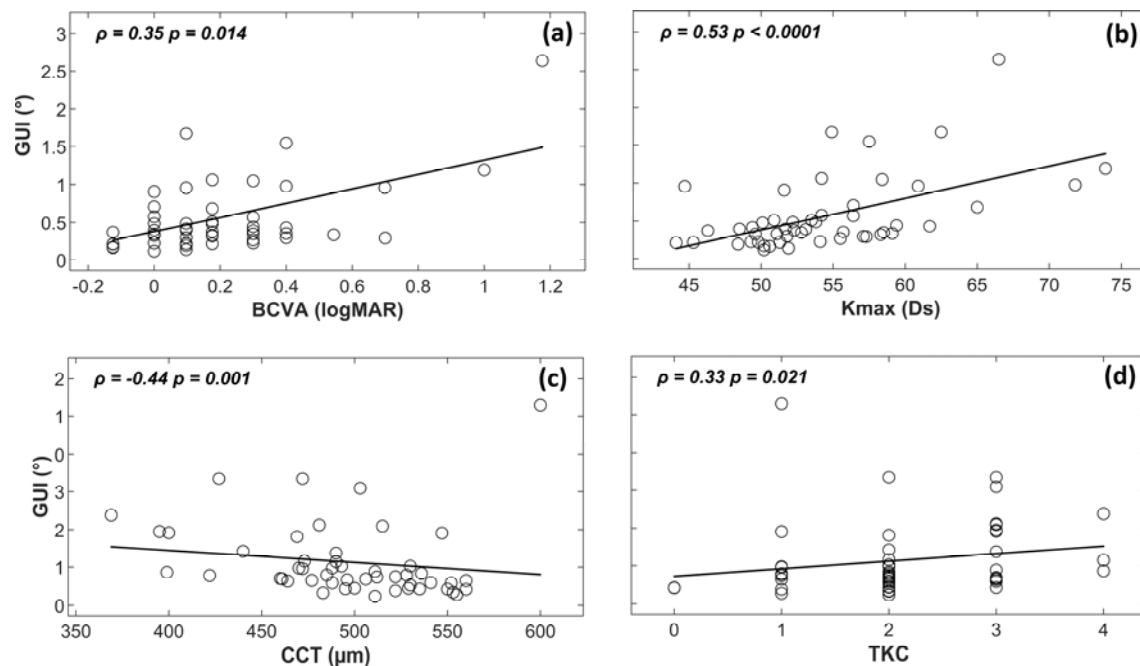 ρ = 0.35 p = 0.014 (a)
3
2.5
2
1.5
1
0.5
0
GUI (°)
-0.2 0 0.2 0.4 0.6 0.8 1 1.2
BCVA (logMAR)
ρ = 0.53 p < 0.0001 (b)
45 50 55 60 65 70 75
Kmax (Ds)
ρ = -0.44 p = 0.001 (c)
2
1
0
3
2
1
0
GUI (°)
350 400 450 500 550 600
CCT (μm)
ρ = 0.33 p = 0.021 (d)
0 1 2 3 4
TKC